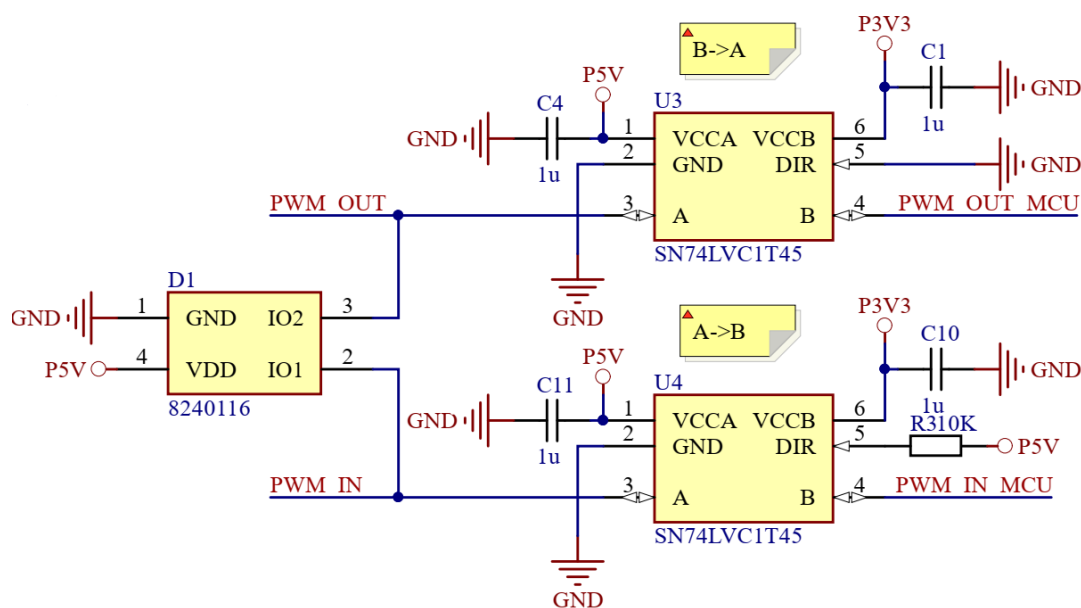 B->A
P3V3
C1
GND
1u
P5V
C4
GND
1u
U3
1 VCCA VCCB 6
2 GND DIR 5
GND
PWM_OUT 3 A B 4 PWM_OUT_MCU
SN74LVC1T45
GND
D1
GND 1 GND IO2 3
P5V 4 VDD IO1 2
8240116
A->B
P3V3
C10
GND
1u
P5V
C11
GND
1u
U4
1 VCCA VCCB 6
2 GND DIR 5
R310K
P5V
PWM_IN 3 A B 4 PWM_IN_MCU
SN74LVC1T45
GND